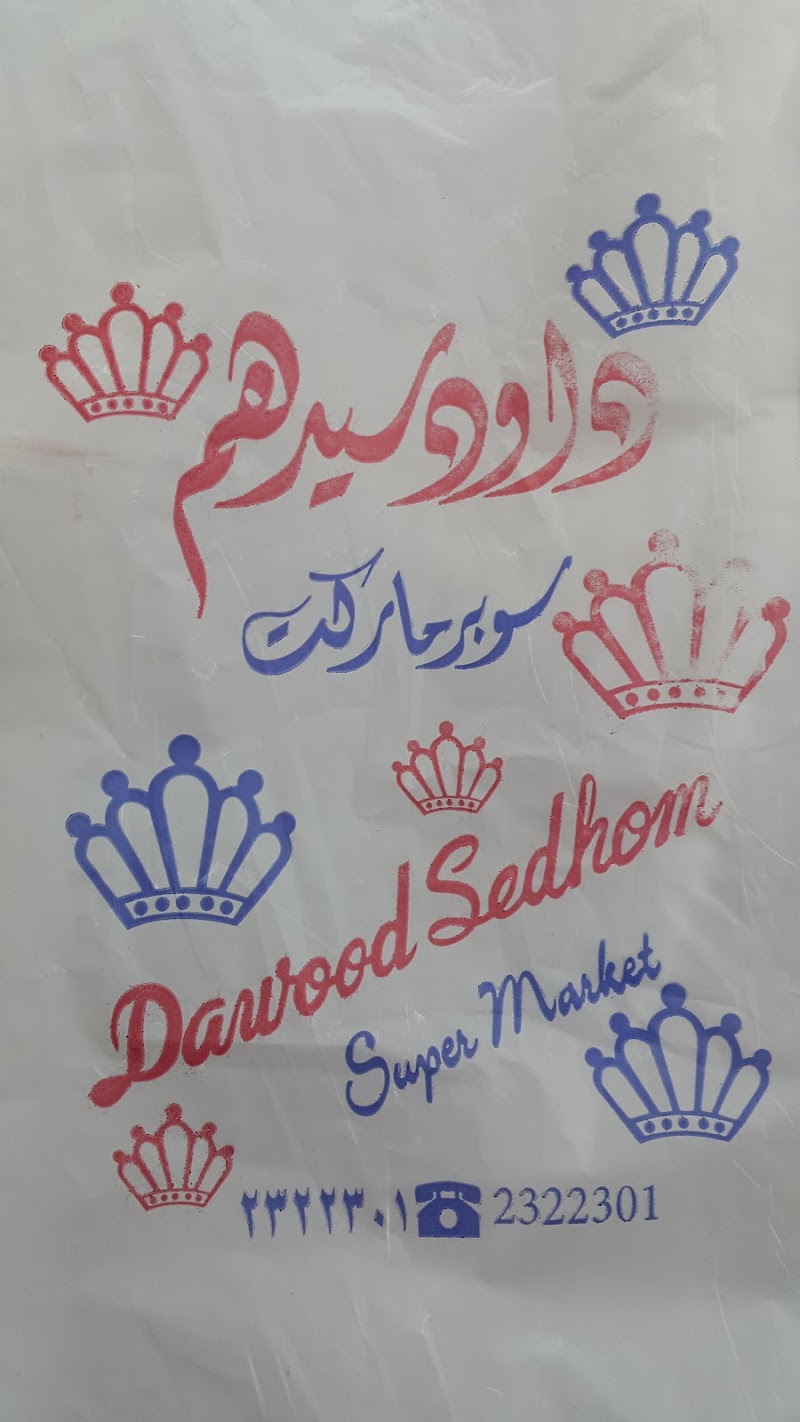 داود سيدهم
سوبر ماركت
Dawood Sedhom
Super Market
٢٣٢٢٣٠١ 2322301